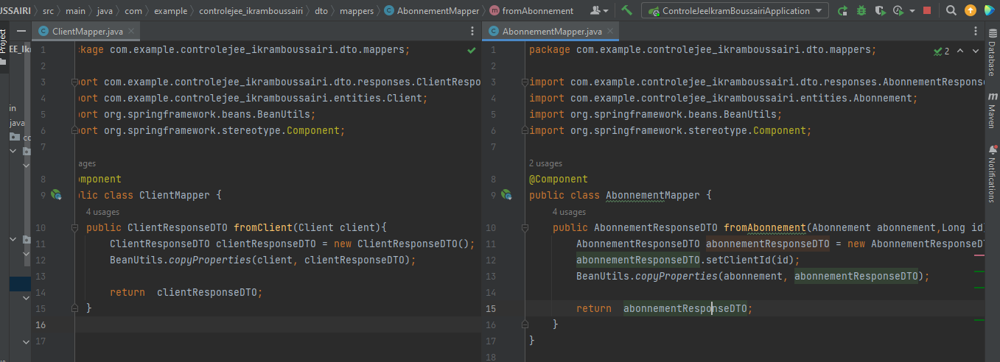 USSAIRI › src › main › java › com › example › controlejee_ikramboussairi › dto › mappers › AbonnementMapper › fromAbonnement
ControleJeeIkramBoussairiApplication
Project
EE_Ik
in
java
co
ClientMapper.java
1 kage com.example.controlejee_ikramboussairi.dto.mappers;
2
3 ort com.example.controlejee_ikramboussairi.dto.responses.ClientRespo
4 ort com.example.controlejee_ikramboussairi.entities.Client;
5 ort org.springframework.beans.BeanUtils;
6 ort org.springframework.stereotype.Component;
7
ages
8 mponent
9 lic class ClientMapper {
4 usages
10 public ClientResponseDTO fromClient(Client client){
11 ClientResponseDTO clientResponseDTO = new ClientResponseDTO();
12 BeanUtils.copyProperties(client, clientResponseDTO);
13
14 return clientResponseDTO;
15 }
16
17
AbonnementMapper.java
2
1 package com.example.controlejee_ikramboussairi.dto.mappers;
2
3 import com.example.controlejee_ikramboussairi.dto.responses.AbonnementRespons
4 import com.example.controlejee_ikramboussairi.entities.Abonnement;
5 import org.springframework.beans.BeanUtils;
6 import org.springframework.stereotype.Component;
7
2 usages
8 @Component
9 public class AbonnementMapper {
4 usages
10 public AbonnementResponseDTO fromAbonnement(Abonnement abonnement,Long id)
11 AbonnementResponseDTO abonnementResponseDTO = new AbonnementResponseDT
12 abonnementResponseDTO.setClientId(id);
13 BeanUtils.copyProperties(abonnement, abonnementResponseDTO);
14
15 return abonnementResponseDTO;
16 }
17 }
18
Database
m Maven
Notifications